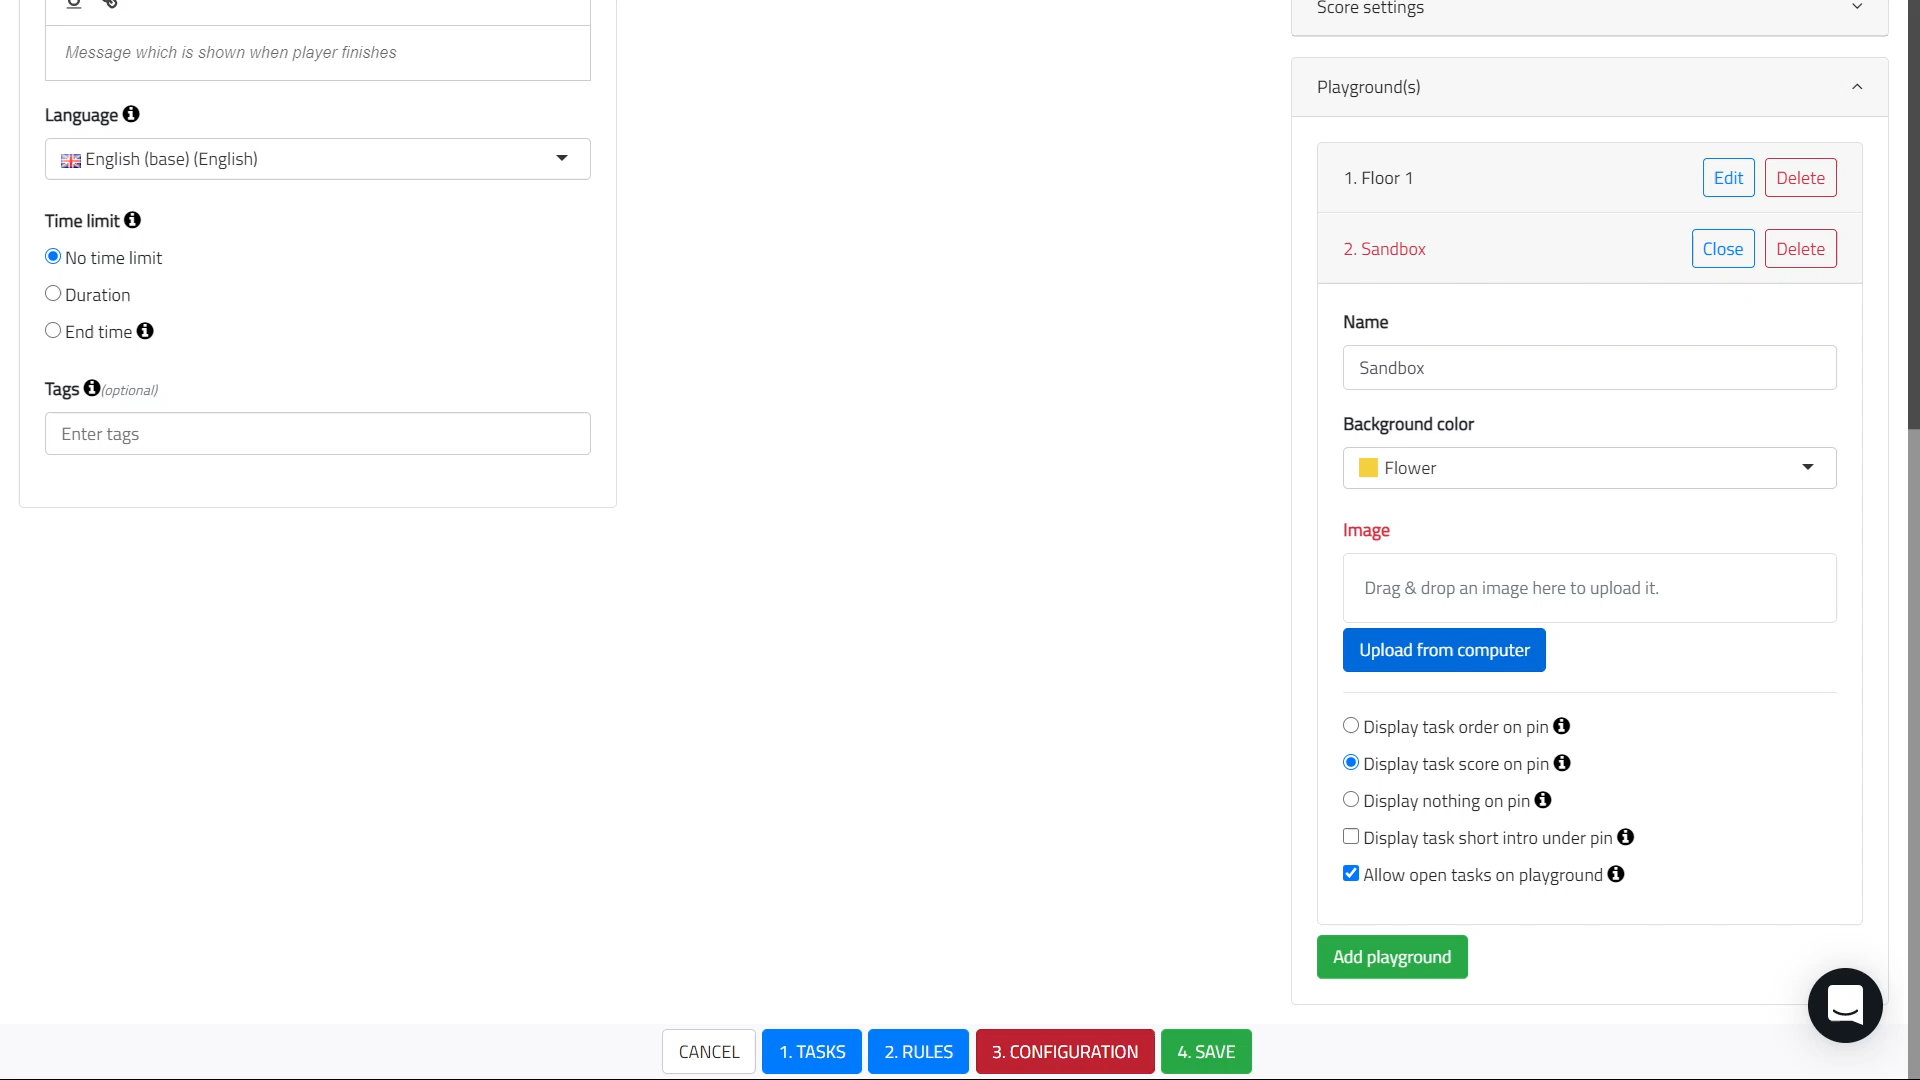 Message which is shown when player finishes
Language
English (base) (English)
Time limit
No time limit
Duration
End time
Tags (optional)
Enter tags
Score settings
Playground(s)
1. Floor 1
Edit
Delete
2. Sandbox
Close
Delete
Name
Sandbox
Background color
Flower
Image
Drag & drop an image here to upload it.
Upload from computer
Display task order on pin
Display task score on pin
Display nothing on pin
Display task short intro under pin
Allow open tasks on playground
Add playground
CANCEL
1. TASKS
2. RULES
3. CONFIGURATION
4. SAVE